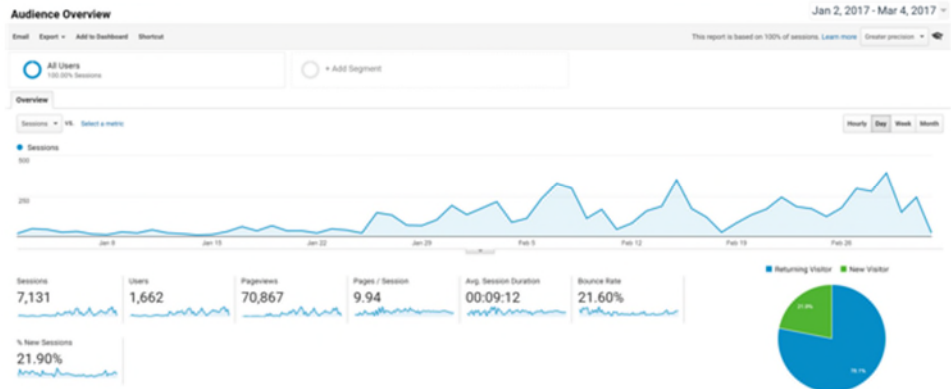 Audience Overview
Jan 2, 2017 - Mar 4, 2017
Email Export Add to Dashboard Shortcut
This report is based on 100% of sessions. Learn more Greater precision
All Users
100.00% Sessions
+ Add Segment
Overview
Sessions VS. Select a metric
Hourly Day Week Month
Sessions
500
250
Jan 8 Jan 15 Jan 22 Jan 29 Feb 5 Feb 12 Feb 19 Feb 26
Returning Visitor New Visitor
Sessions Users Pageviews Pages / Session Avg. Session Duration Bounce Rate
7,131 1,662 70,867 9.94 00:09:12 21.60%
% New Sessions
21.90%
21.9%
78.1%